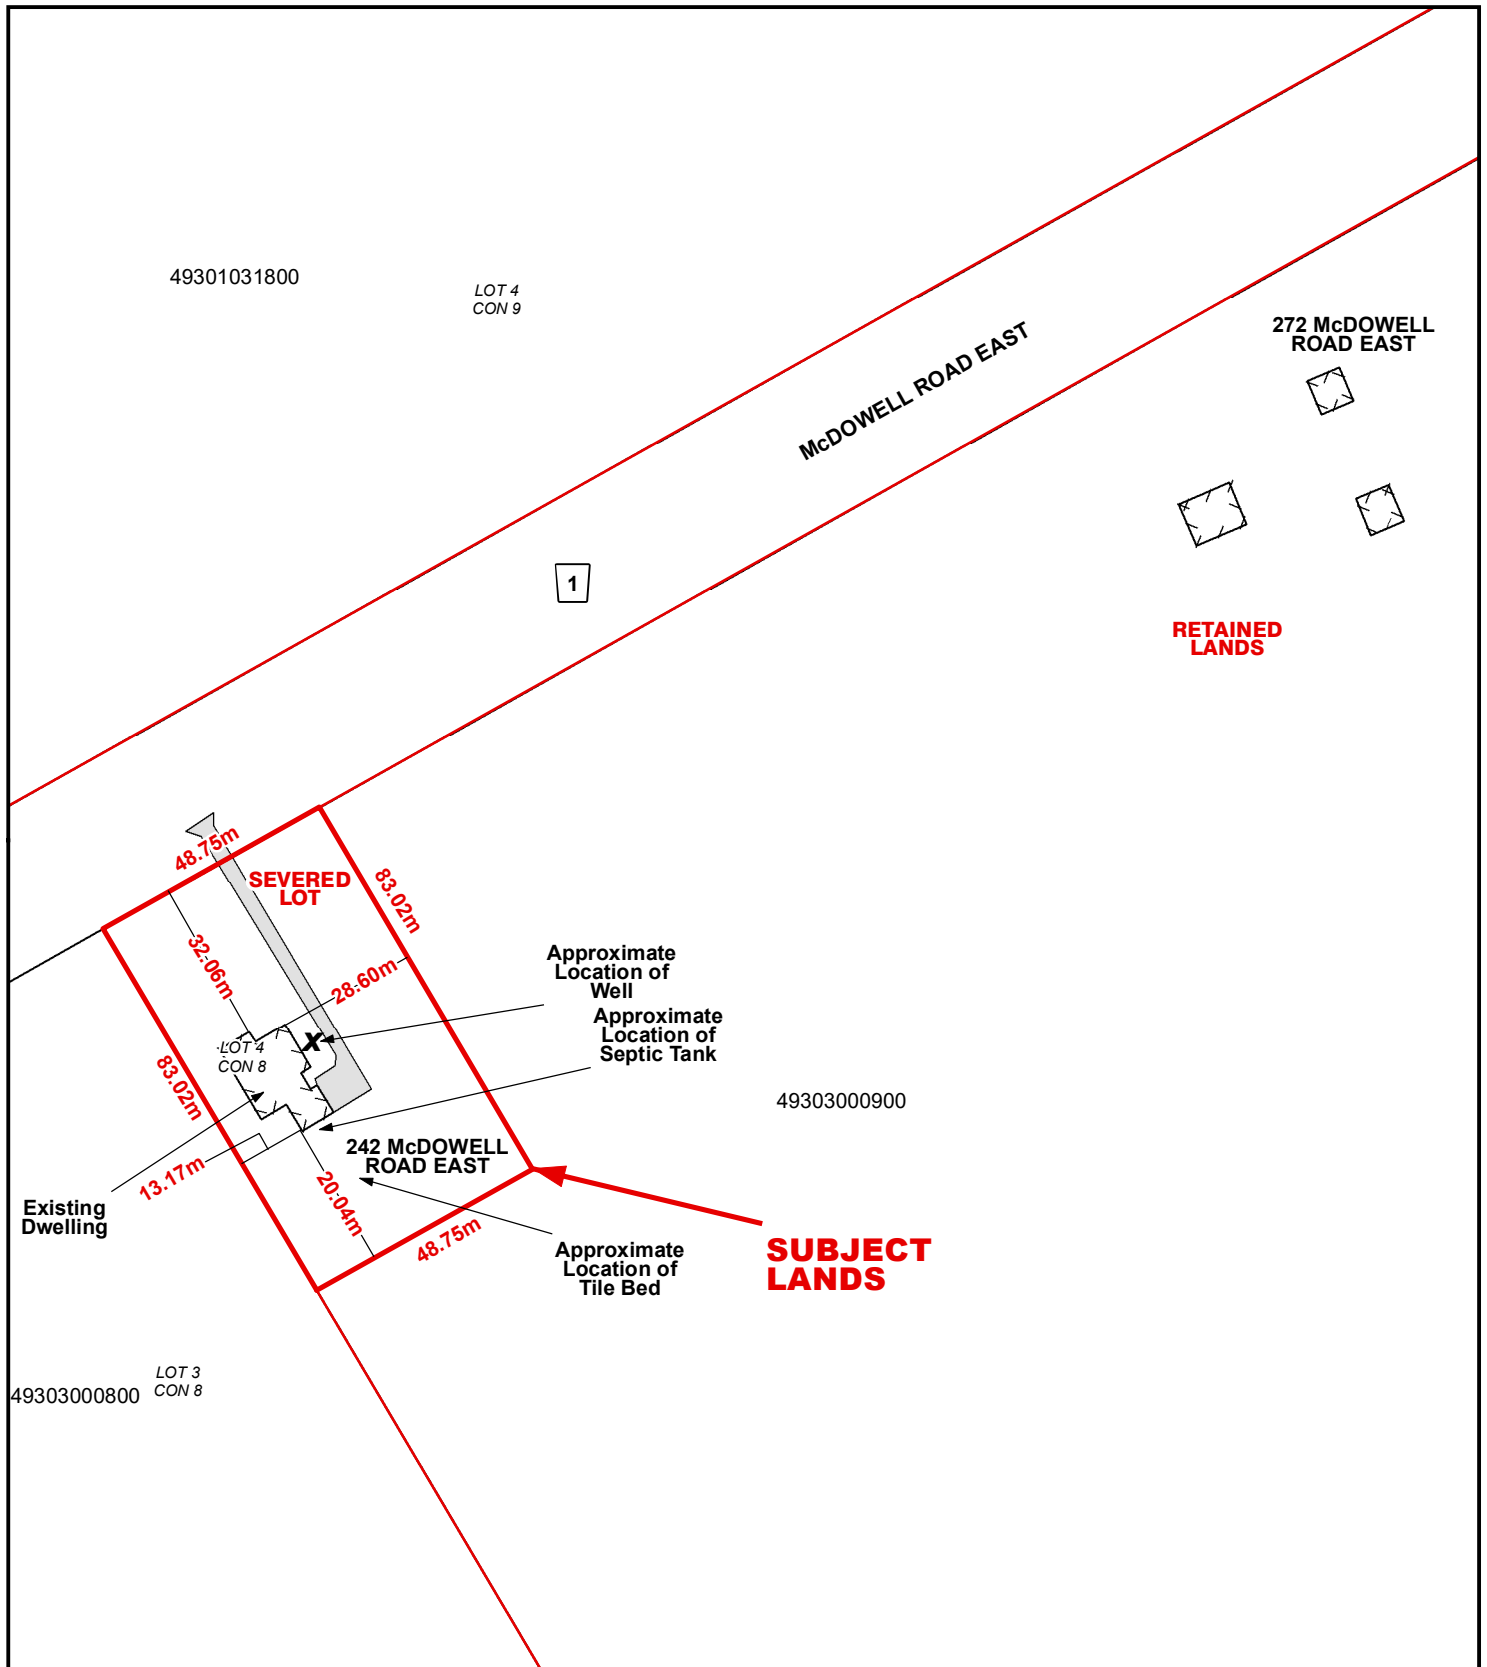 49301031800
LOT 4
CON 9
272 McDOWELL
ROAD EAST
McDOWELL ROAD EAST
1
RETAINED
LANDS
48.75m
SEVERED
LOT
83.02m
32.06m
28.60m
Approximate
Location of
Well
Approximate
Location of
Septic Tank
X
LOT 4
CON 8
83.02m
49303000900
242 McDOWELL
ROAD EAST
13.17m
20.04m
Existing
Dwelling
48.75m
Approximate
Location of
Tile Bed
SUBJECT
LANDS
LOT 3
CON 8
49303000800